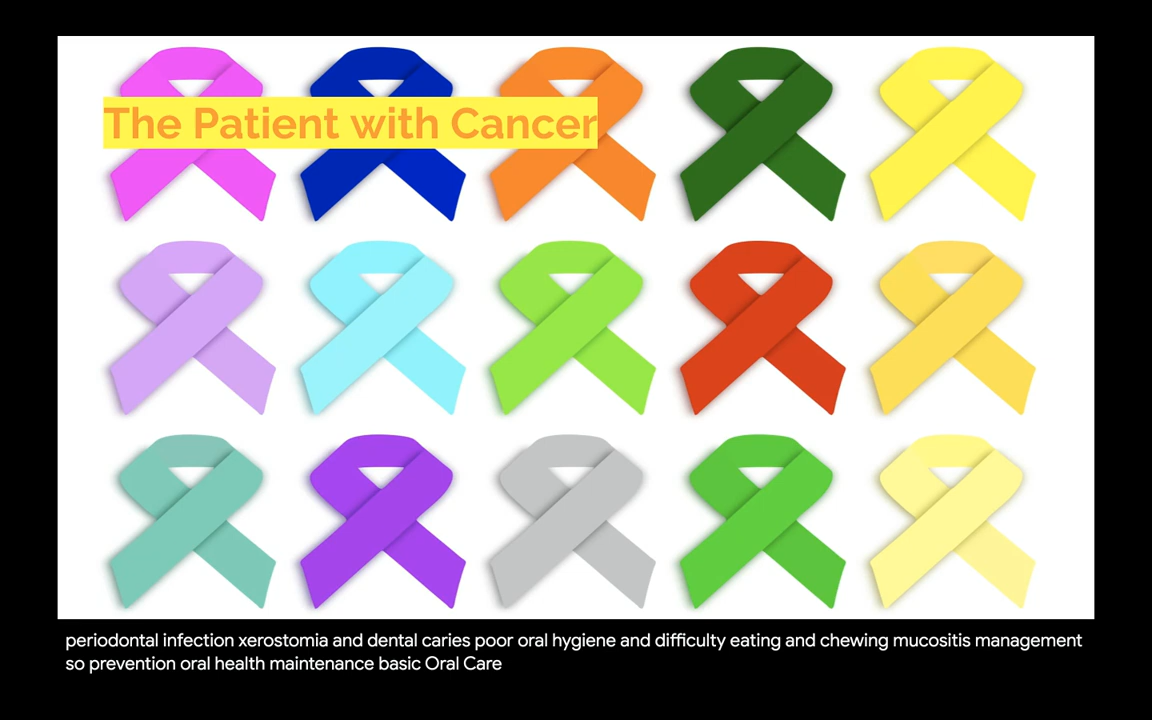 The Patient with Cancer
periodontal infection xerostomia and dental caries poor oral hygiene and difficulty eating and chewing mucositis management
so prevention oral health maintenance basic Oral Care